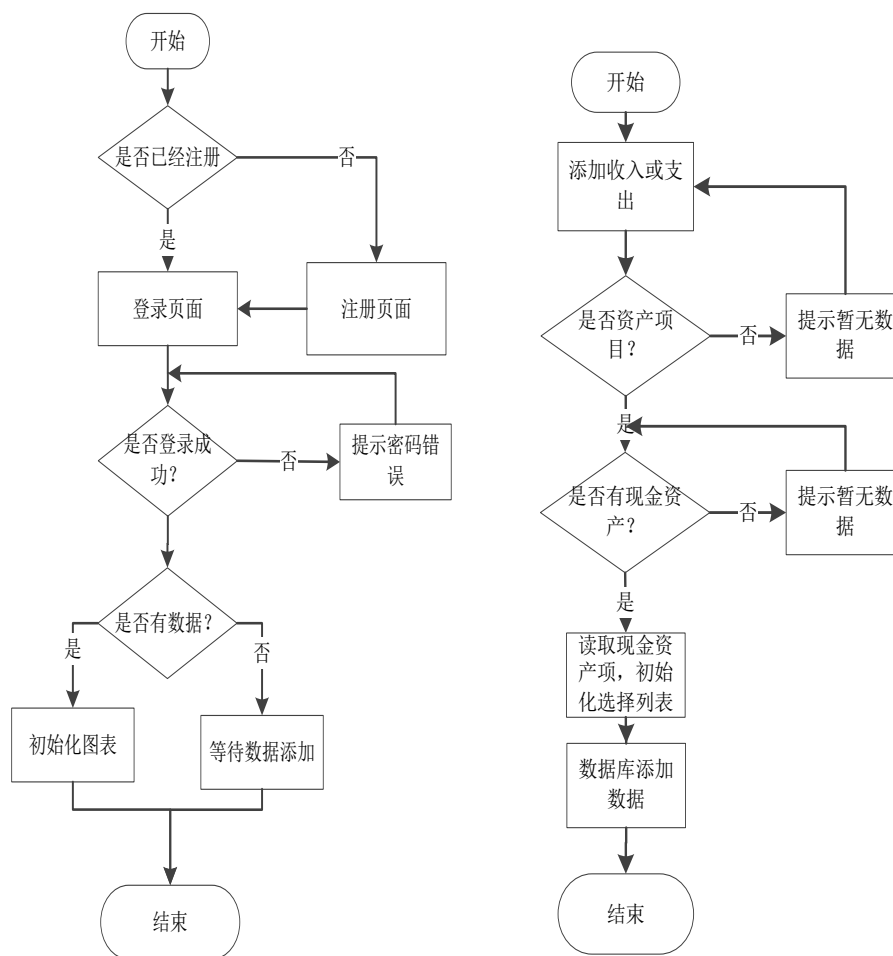 开始
是否已经注册
否
是
登录页面
注册页面
是否登录成
功?
否
提示密码错
误
是否有数据?
是
否
初始化图表
等待数据添加
结束
开始
添加收入或支
出
是否资产项
目?
否
提示暂无数
据
是
是否有现金资
产?
否
提示暂无数
据
是
读取现金资
产项，初始
化选择列表
数据库添加
数据
结束